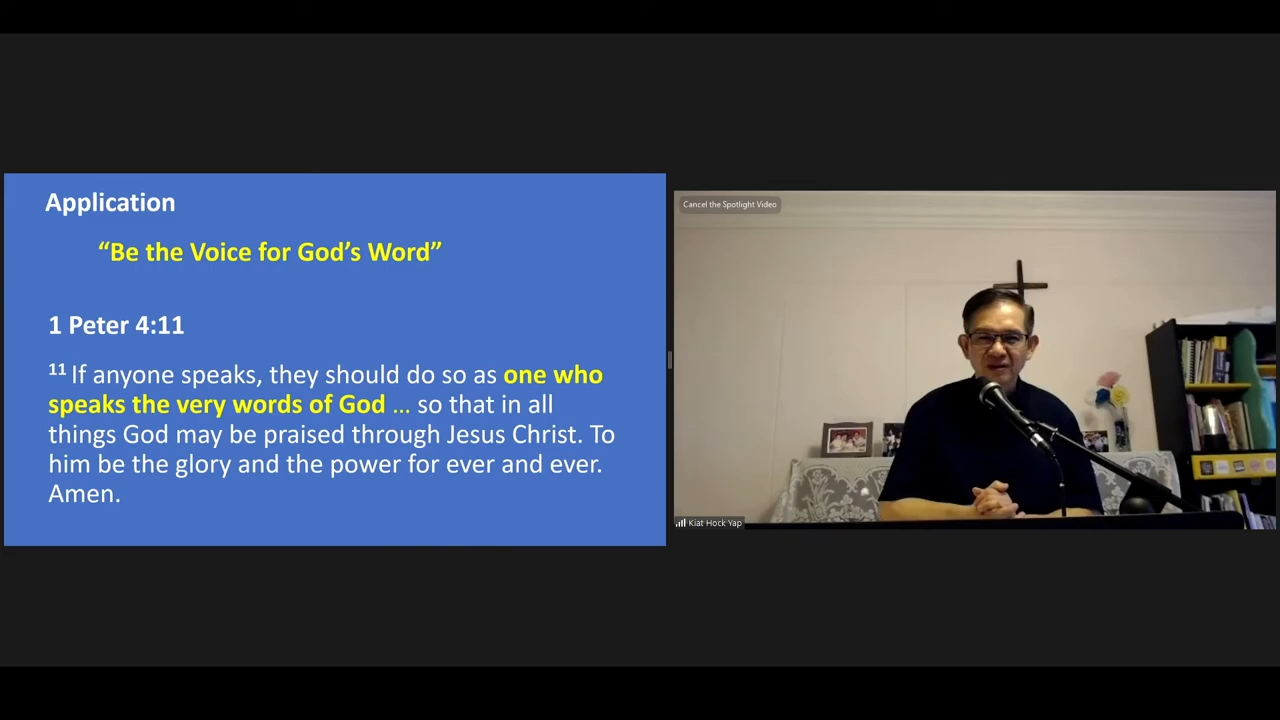 Application
“Be the Voice for God’s Word”
1 Peter 4:11
11 If anyone speaks, they should do so as one who
speaks the very words of God ... so that in all
things God may be praised through Jesus Christ. To
him be the glory and the power for ever and ever.
Amen.
Cancel the Spotlight Video
Kiat Hock Yap